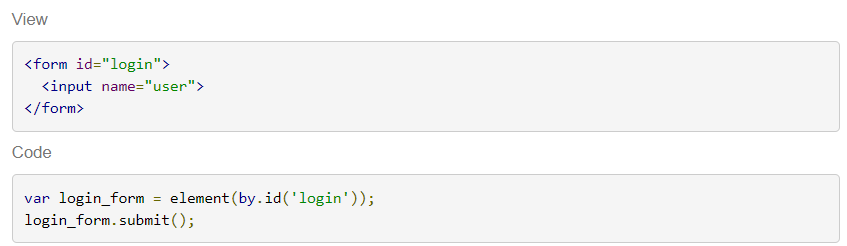 View
<form id="login">
  <input name="user">
</form>
Code
var login_form = element(by.id('login'));
login_form.submit();